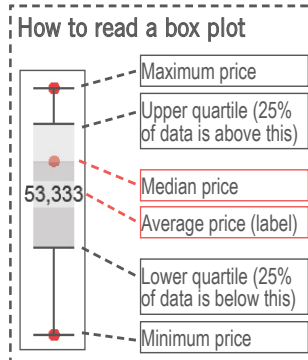 How to read a box plot
Maximum price
Upper quartile (25%
of data is above this)
Median price
53,333
Average price (label)
Lower quartile (25%
of data is below this)
Minimum price